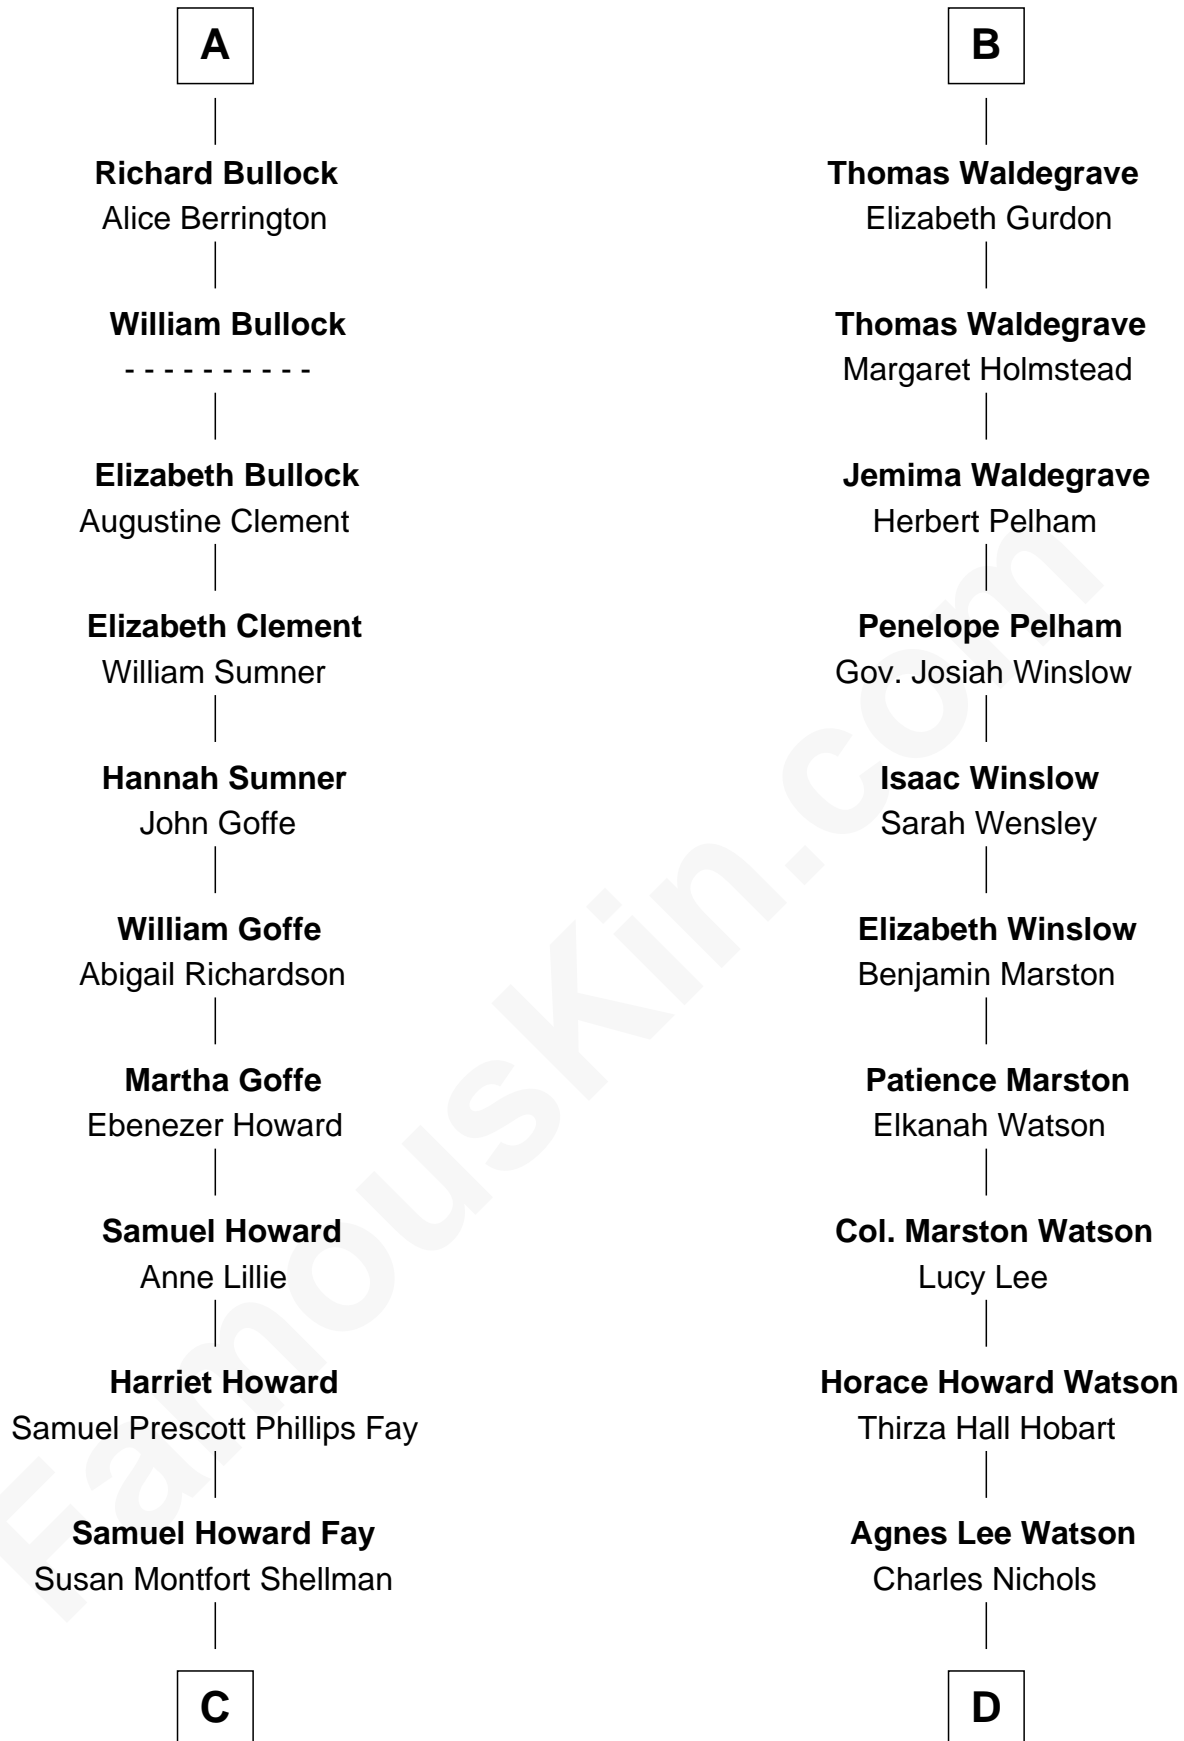 A
Richard Bullock
Alice Berrington
William Bullock
- - - - - - - - - -
Elizabeth Bullock
Augustine Clement
Elizabeth Clement
William Sumner
Hannah Sumner
John Goffe
William Goffe
Abigail Richardson
Martha Goffe
Ebenezer Howard
Samuel Howard
Anne Lillie
Harriet Howard
Samuel Prescott Phillips Fay
Samuel Howard Fay
Susan Montfort Shellman
C
B
Thomas Waldegrave
Elizabeth Gurdon
Thomas Waldegrave
Margaret Holmstead
Jemima Waldegrave
Herbert Pelham
Penelope Pelham
Gov. Josiah Winslow
Isaac Winslow
Sarah Wensley
Elizabeth Winslow
Benjamin Marston
Patience Marston
Elkanah Watson
Col. Marston Watson
Lucy Lee
Horace Howard Watson
Thirza Hall Hobart
Agnes Lee Watson
Charles Nichols
D
FamousKin.com